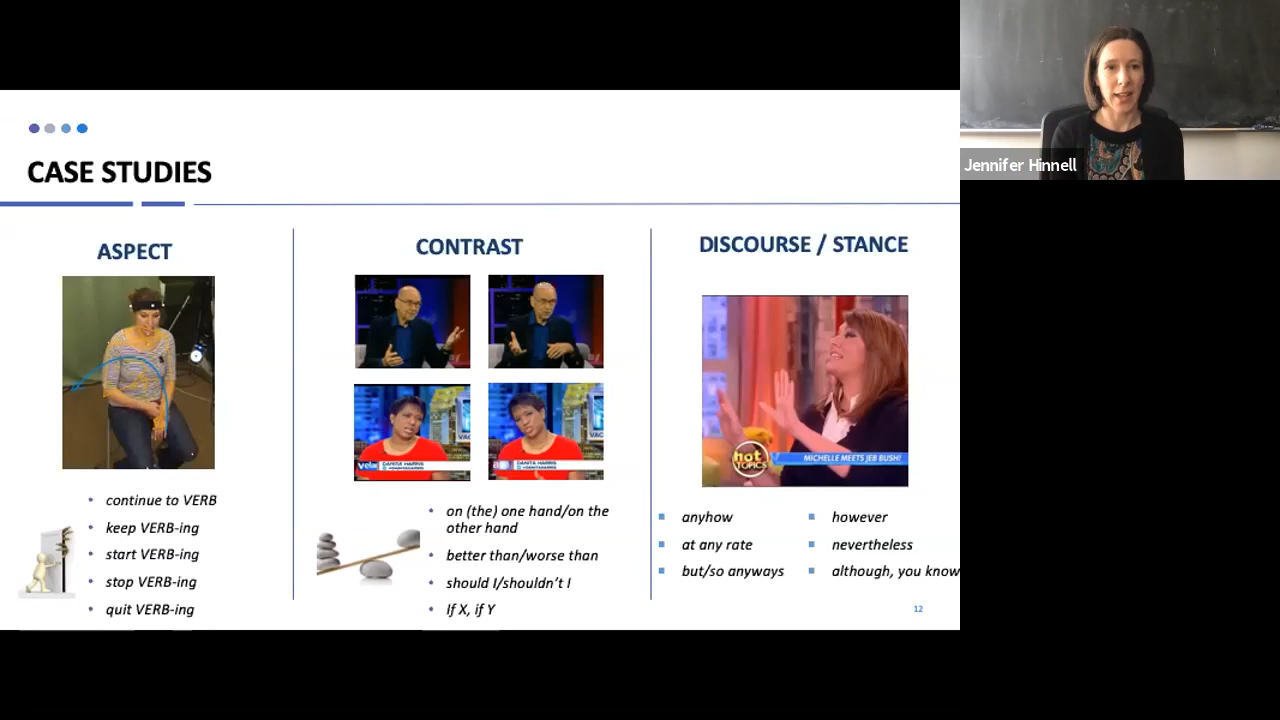 Jennifer Hinnell
CASE STUDIES
ASPECT
continue to VERB
keep VERB-ing
start VERB-ing
stop VERB-ing
quit VERB-ing
CONTRAST
DANITA HARRIS
DANITA HARRIS
on (the) one hand/on the
other hand
better than/worse than
should I/shouldn't I
If X, if Y
DISCOURSE / STANCE
hot
TOPICS
MICHELLE MEETS JEB BUSH!
anyhow
at any rate
but/so anyways
however
nevertheless
although, you know
12